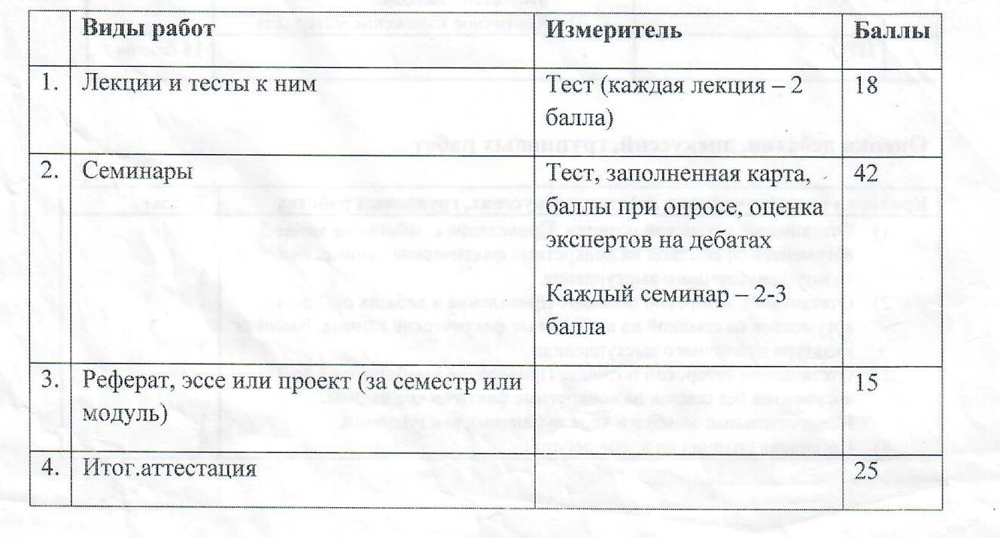 Виды работ Измеритель Баллы
1. Лекции и тесты к ним Тест (каждая лекция – 2 18
балла)
2. Семинары Тест, заполненная карта, 42
баллы при опросе, оценка
экспертов на дебатах
Каждый семинар – 2-3
балла
3. Реферат, эссе или проект (за семестр или 15
модуль)
4. Итог.аттестация 25